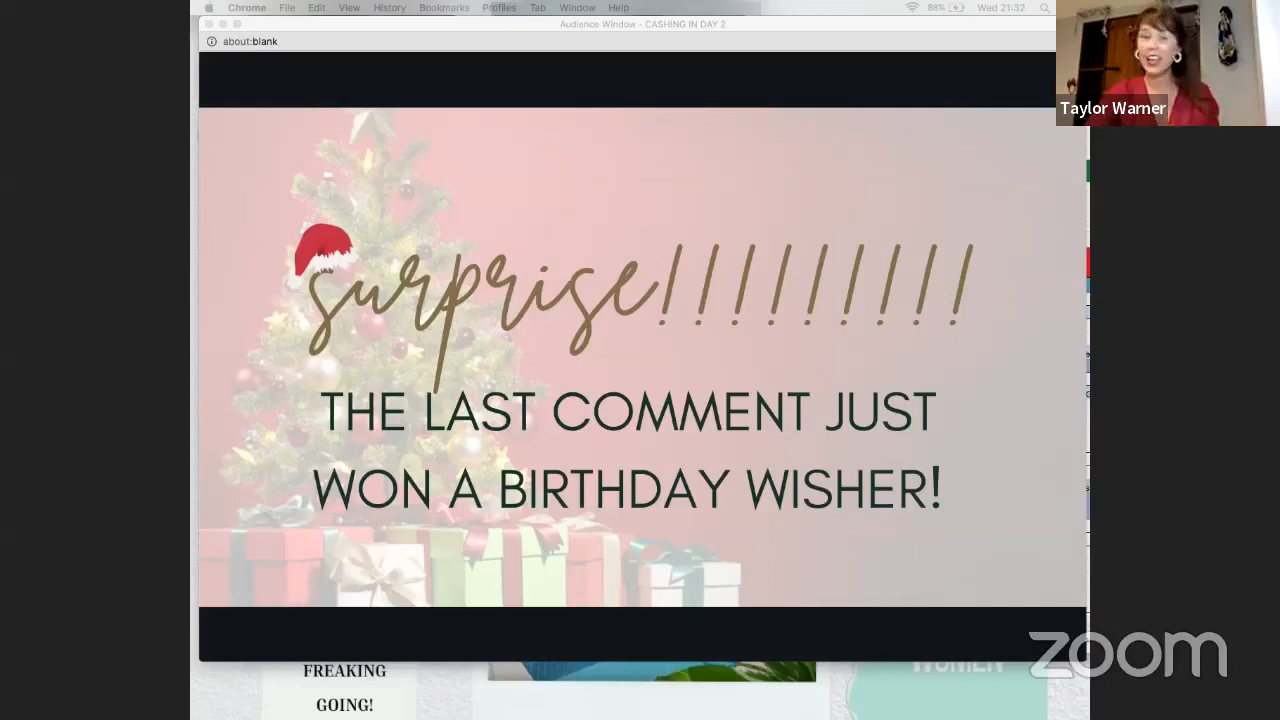 Chrome File Edit View History Bookmarks Profiles Tab Window Help 88% Wed 21:32
Audience Window - CASHING IN DAY 2
about:blank
Taylor Warner
surprise!!!!!!!!!
THE LAST COMMENT JUST
WON A BIRTHDAY WISHER!
zoom
WOMEN
FREAKING
GOING!